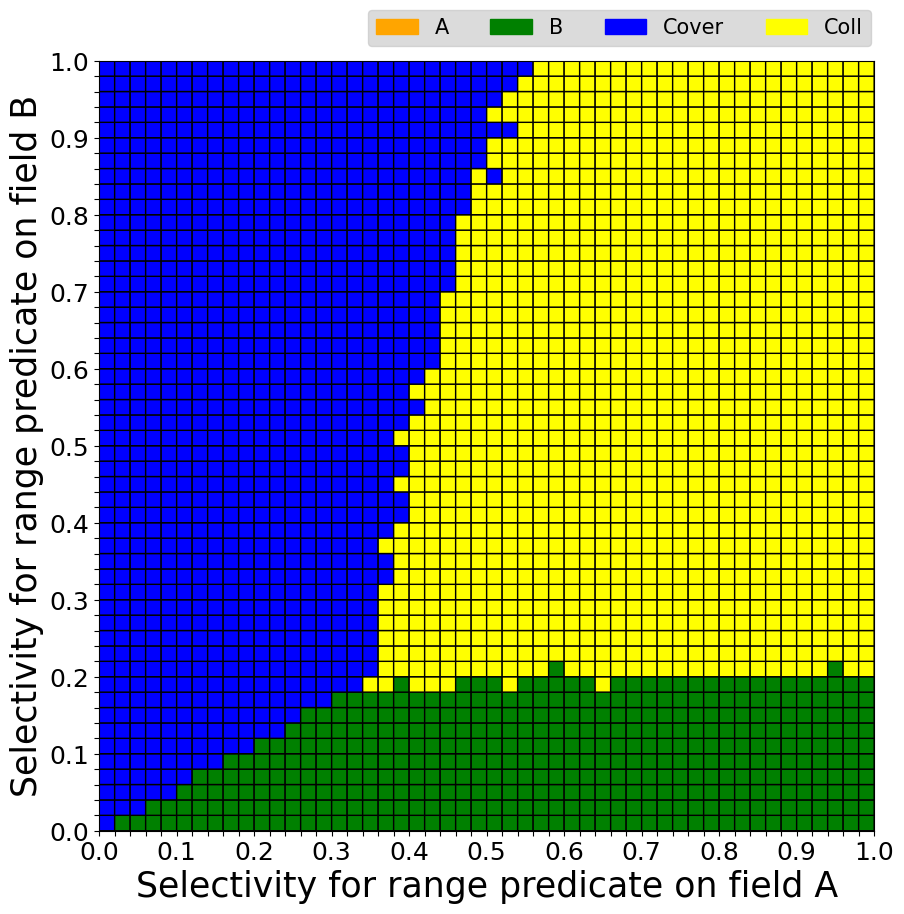 A B Cover Coll
Selectivity for range predicate on field B
1.0
0.9
0.8
0.7
0.6
0.5
0.4
0.3
0.2
0.1
0.0
0.0 0.1 0.2 0.3 0.4 0.5 0.6 0.7 0.8 0.9 1.0
Selectivity for range predicate on field A